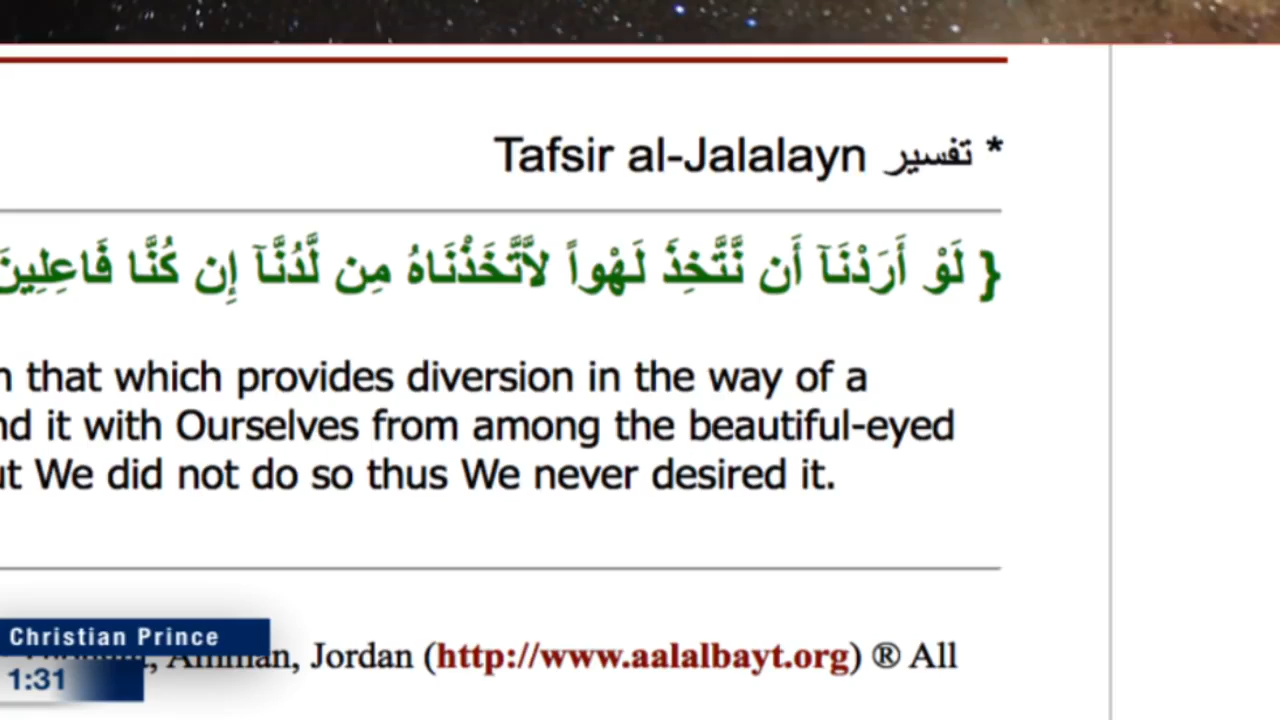 * تفسير Tafsir al-Jalalayn
{ لَوْ أَرَدْنَآ أَن نَّتَّخِذَ لَهْواً لاَّتَّخَذْنَاهُ مِن لَّدُنَّآ إِن كُنَّا فَاعِلِينَ
that which provides diversion in the way of a
it with Ourselves from among the beautiful-eyed
We did not do so thus We never desired it.
Christian Prince
Amman, Jordan (http://www.aalalbayt.org) ® All
1:31